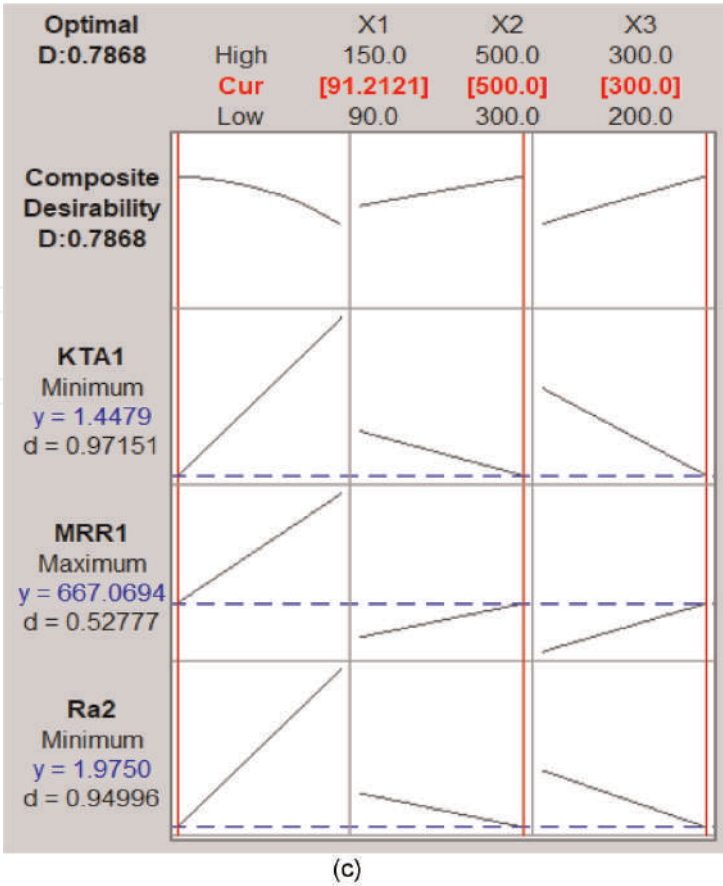 Optimal X1 X2 X3
D:0.7868 High 150.0 500.0 300.0
Cur [91.2121] [500.0] [300.0]
Low 90.0 300.0 200.0
Composite
Desirability
D:0.7868
KTA1
Minimum
y = 1.4479
d = 0.97151
MRR1
Maximum
y = 667.0694
d = 0.52777
Ra2
Minimum
y = 1.9750
d = 0.94996
(c)